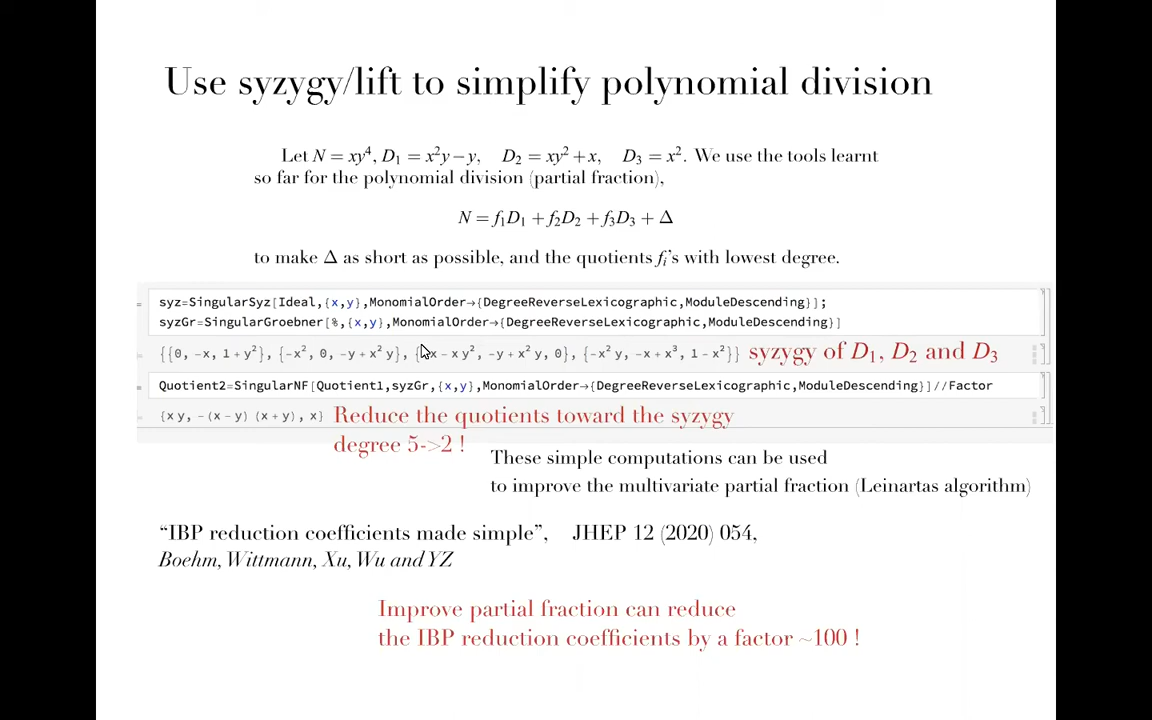 Use syzygy/lift to simplify polynomial division
Let N = xy⁴, D₁ = x²y − y, D₂ = xy² + x, D₃ = x². We use the tools learnt
so far for the polynomial division (partial fraction),
N = f₁D₁ + f₂D₂ + f₃D₃ + Δ
to make Δ as short as possible, and the quotients fᵢ's with lowest degree.
syz=SingularSyz[Ideal,{x,y},MonomialOrder→{DegreeReverseLexicographic,ModuleDescending}];
syzGr=SingularGroebner[%,{x,y},MonomialOrder→{DegreeReverseLexicographic,ModuleDescending}]
{{0, -x, 1+y²}, {-x², 0, -y+x² y}, { x - x y², -y+x² y, 0}, {-x² y, -x+x³, 1-x²}} syzygy of D₁, D₂ and D₃
Quotient2=SingularNF[Quotient1,syzGr,{x,y},MonomialOrder→{DegreeReverseLexicographic,ModuleDescending}]//Factor
{x y, -(x-y) (x+y), x} Reduce the quotients toward the syzygy
degree 5->2 !
These simple computations can be used
to improve the multivariate partial fraction (Leinartas algorithm)
“IBP reduction coefficients made simple”, JHEP 12 (2020) 054,
Boehm, Wittmann, Xu, Wu and YZ
Improve partial fraction can reduce
the IBP reduction coefficients by a factor ~100 !